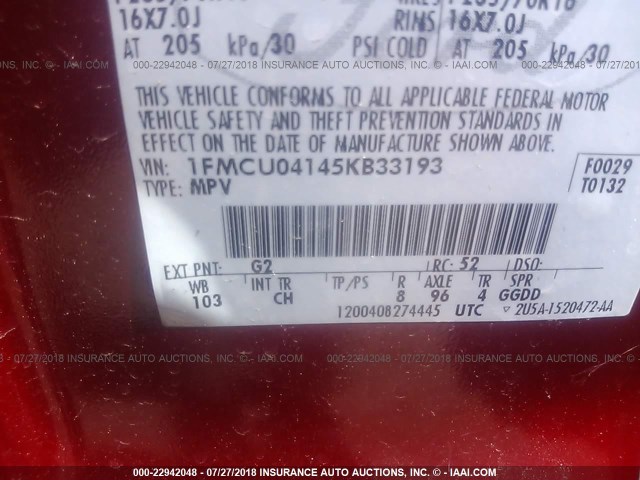 16X7.0J RIMS 16X7.0J
AT 205 kPa/30 PSI COLD AT 205 kPa/30
000-22942048 - 07/27/2018 INSURANCE AUTO AUCTIONS - (C) - IAAI.COM
THIS VEHICLE CONFORMS TO ALL APPLICABLE FEDERAL MOTOR
VEHICLE SAFETY AND THEFT PREVENTION STANDARDS IN
EFFECT ON THE DATE OF MANUFACTURE SHOWN ABOVE.
VIN: 1FMCU04145KB33193 F0029
TYPE: MPV T0132
EXT PNT: G2 RC: 52 DSO:
WB INT TR TP/PS R AXLE TR SPR
103 CH 8 96 4 GGDD
1200408274445 UTC ▽ 2U5A-1520472-AA
000-22942048 - 07/27/2018 INSURANCE AUTO AUCTIONS - (C) - IAAI.COM
000-22942048 - 07/27/2018 INSURANCE AUTO AUCTIONS - (C) - IAAI.COM